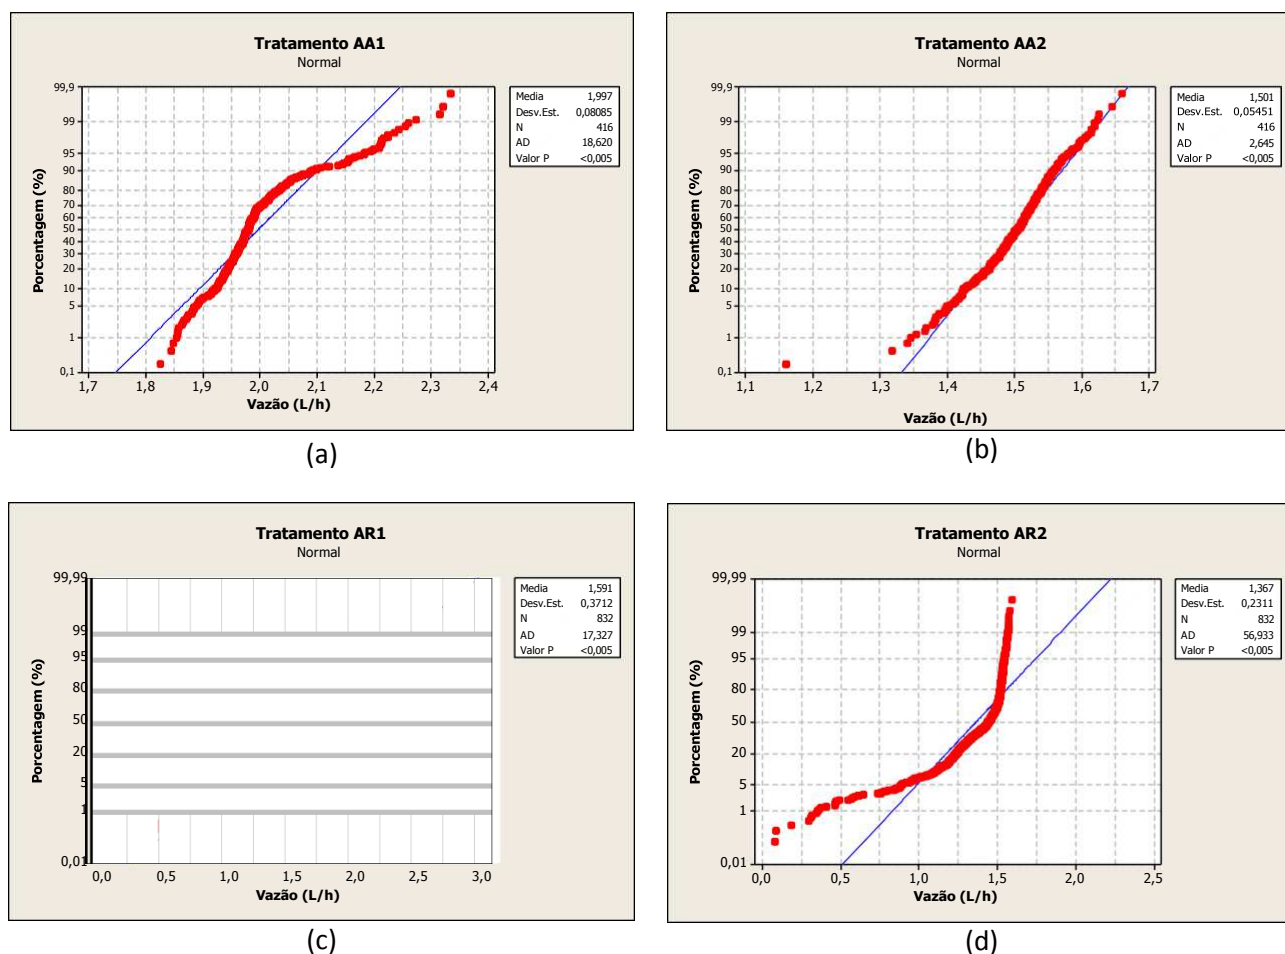 Tratamento AA1
Normal
Porcentagem (%)
99,9
99
95
90
80
70
60
50
40
30
20
10
5
1
0,1
1,7 1,8 1,9 2,0 2,1 2,2 2,3 2,4
Vazão (L/h)
Media 1,997
Desv.Est. 0,08085
N 416
AD 18,620
Valor P <0,005
(a)
Tratamento AA2
Normal
Porcentagem (%)
99,9
99
95
90
80
70
60
50
40
30
20
10
5
1
0,1
1,1 1,2 1,3 1,4 1,5 1,6 1,7
Vazão (L/h)
Media 1,501
Desv.Est. 0,05451
N 416
AD 2,645
Valor P <0,005
(b)
Tratamento AR1
Normal
Porcentagem (%)
99,99
99
95
80
50
20
5
1
0,01
0,0 0,5 1,0 1,5 2,0 2,5 3,0
Vazão (L/h)
Media 1,591
Desv.Est. 0,3712
N 832
AD 17,327
Valor P <0,005
(c)
Tratamento AR2
Normal
Porcentagem (%)
99,99
99
95
80
50
20
5
1
0,01
0,0 0,5 1,0 1,5 2,0 2,5
Vazão (L/h)
Media 1,367
Desv.Est. 0,2311
N 832
AD 56,933
Valor P <0,005
(d)